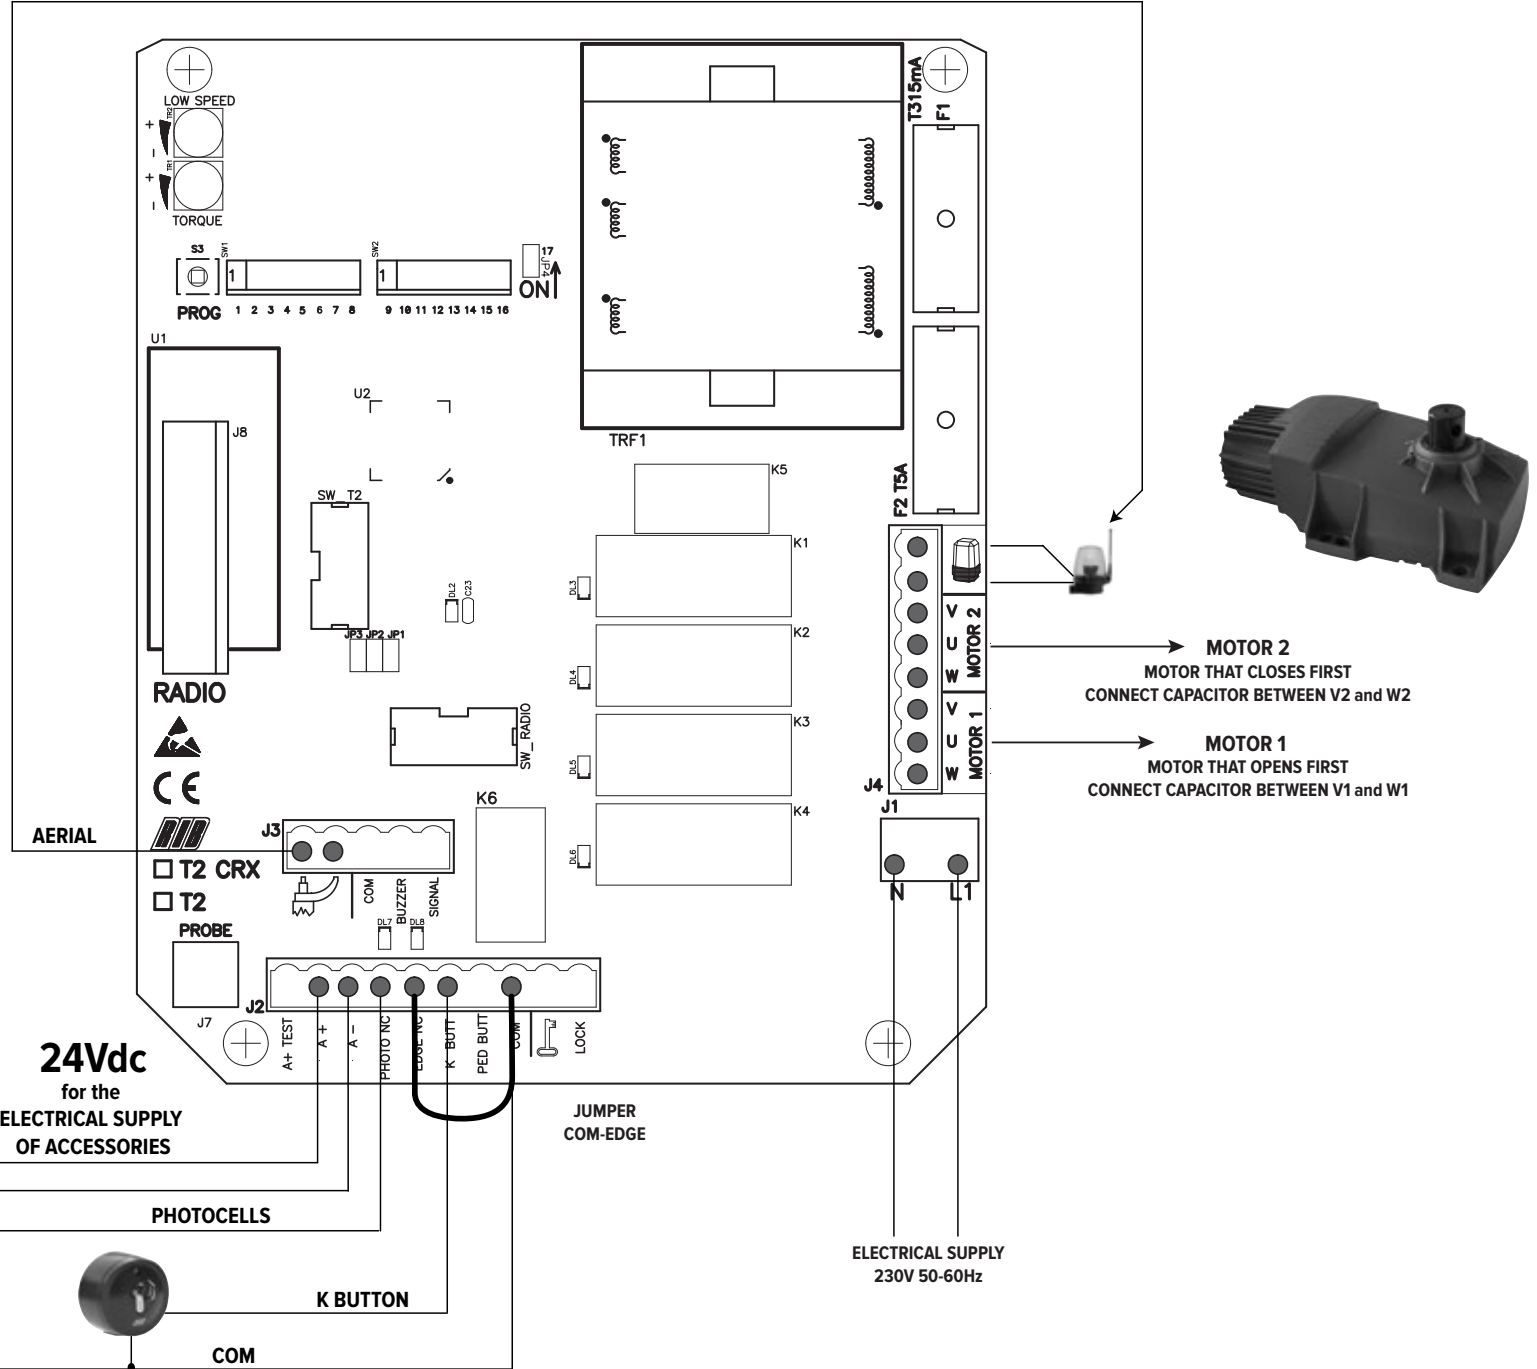 LOW SPEED
+
TR2
-
+
TR1
-
TORQUE
S3
PROG
SW1
1
1 2 3 4 5 6 7 8
SW2
1
9 10 11 12 13 14 15 16
17
JP4
ON
T315mA
F1
TRF1
F2 T5A
U1
J8
RADIO
U2
SW_T2
DL2
C23
JP3 JP2 JP1
SW_RADIO
K5
K1
DL3
K2
DL4
K3
DL5
K4
DL6
K6
V
U
W
MOTOR 2
V
U
W
MOTOR 1
J4
J1
N
L1
MOTOR 2
MOTOR THAT CLOSES FIRST
CONNECT CAPACITOR BETWEEN V2 and W2
MOTOR 1
MOTOR THAT OPENS FIRST
CONNECT CAPACITOR BETWEEN V1 and W1
CE
AERIAL
BIB
T2 CRX
T2
J3
COM
BUZZER
SIGNAL
DL7
DL8
PROBE
J7
J2
A+ TEST
A +
A -
PHOTO NC
EDGE NC
K BUTT
PED BUTT
COM
LOCK
24Vdc
for the
ELECTRICAL SUPPLY
OF ACCESSORIES
JUMPER
COM-EDGE
PHOTOCELLS
K BUTTON
COM
ELECTRICAL SUPPLY
230V 50-60Hz